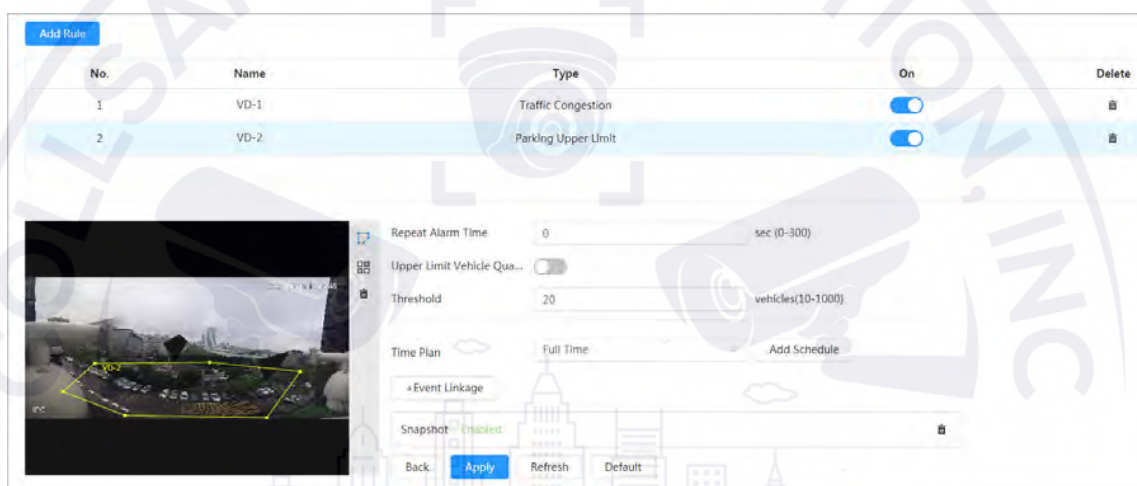 Add Rule
No. Name Type On Delete
1 VD-1 Traffic Congestion
2 VD-2 Parking Upper Limit
Repeat Alarm Time 0 sec (0-300)
Upper Limit Vehicle Qua...
Threshold 20 vehicles(10-1000)
VD-2
Time Plan Full Time Add Schedule
+Event Linkage
IPC
Snapshot Enabled
Back Apply Refresh Default